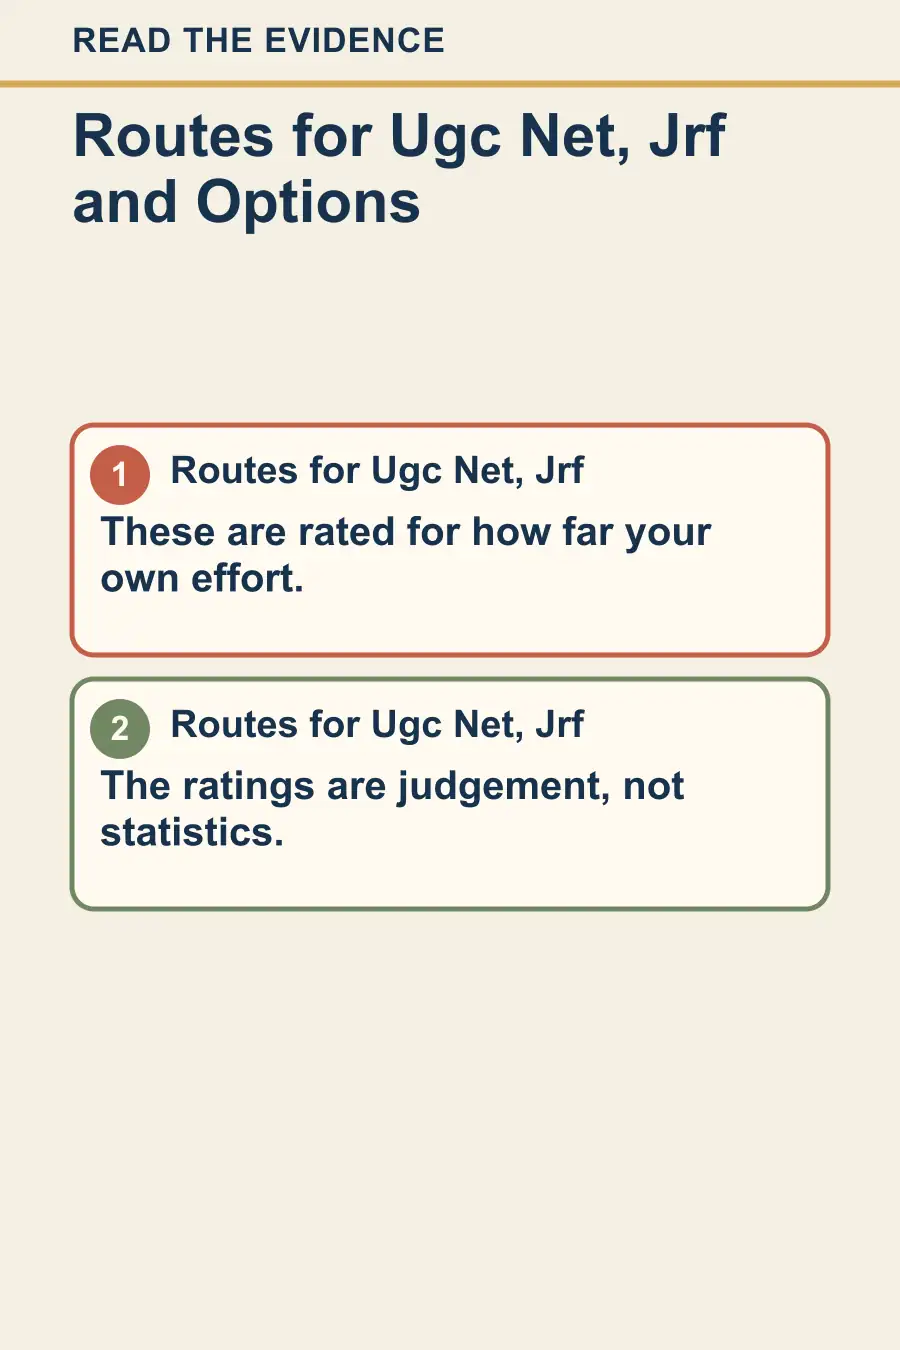 READ THE EVIDENCE
Routes for Ugc Net, Jrf
and Options
1 Routes for Ugc Net, Jrf
These are rated for how far your
own effort.
2 Routes for Ugc Net, Jrf
The ratings are judgement, not
statistics.